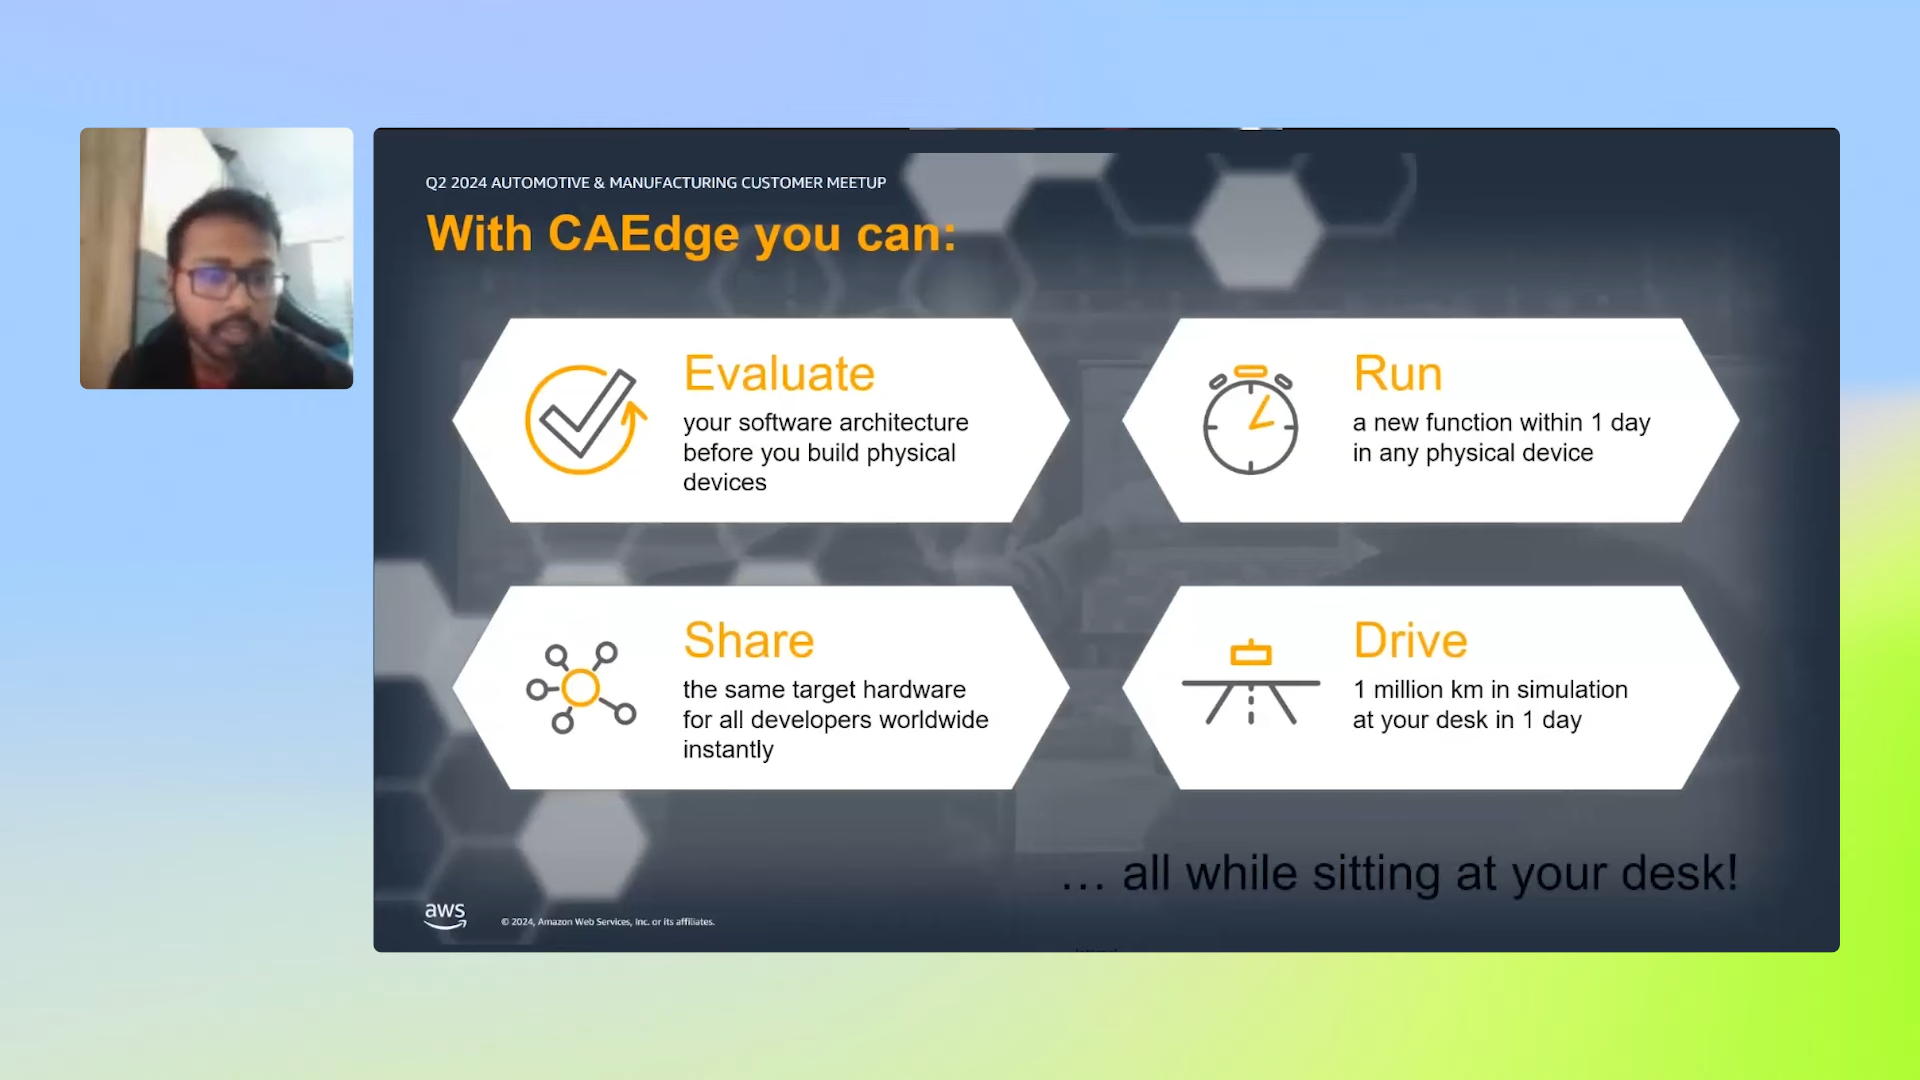 Q2 2024 AUTOMOTIVE & MANUFACTURING CUSTOMER MEETUP
With CAEdge you can:
Evaluate
your software architecture
before you build physical
devices
Run
a new function within 1 day
in any physical device
Share
the same target hardware
for all developers worldwide
instantly
Drive
1 million km in simulation
at your desk in 1 day
... all while sitting at your desk!
aws
© 2024, Amazon Web Services, Inc. or its affiliates.